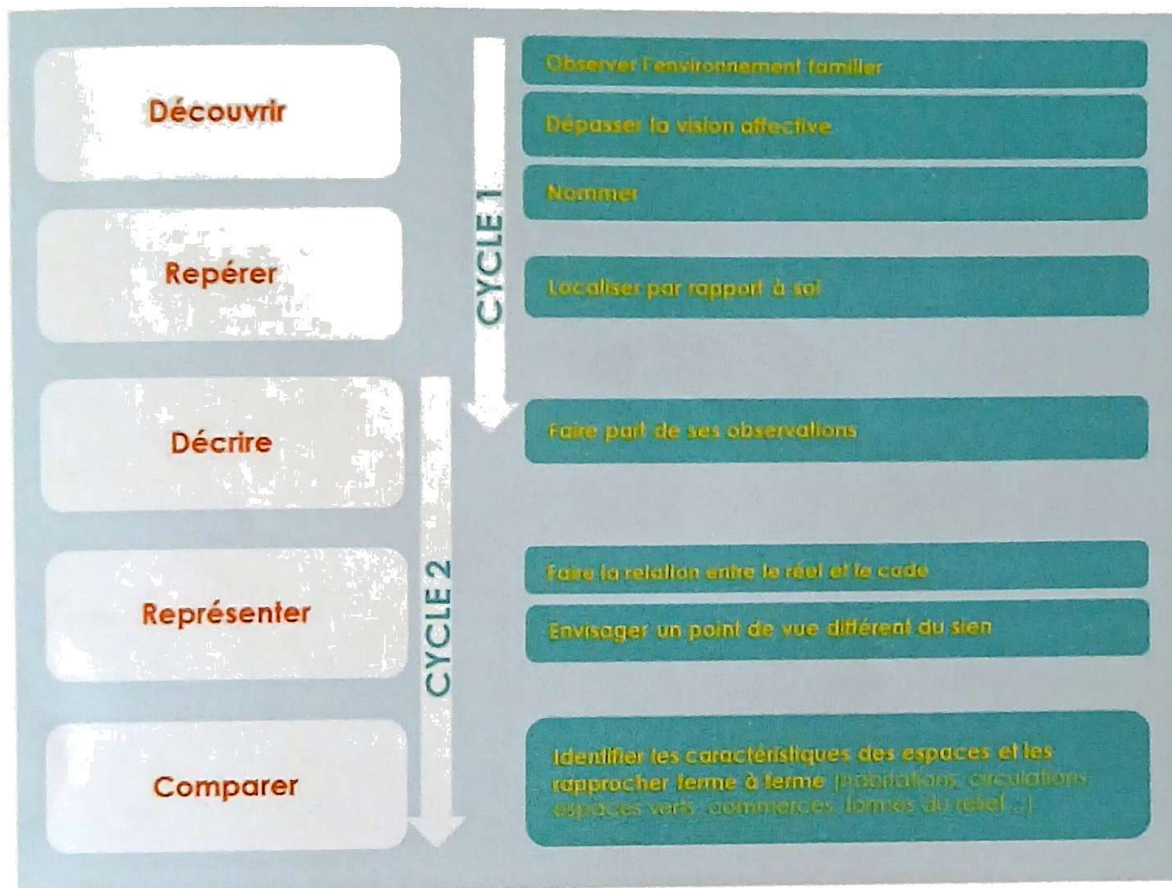 Découvrir
Observer l'environnement familier
Dépasser la vision affective
Nommer
CYCLE 1
Repérer
Localiser par rapport à soi
Décrire
Faire part de ses observations
CYCLE 2
Représenter
Faire la relation entre le réel et le code
Envisager un point de vue différent du sien
Comparer
Identifier les caractéristiques des espaces et les
rapprocher terme à terme (habitations, circulations,
espaces verts, commerces, formes du relief...)